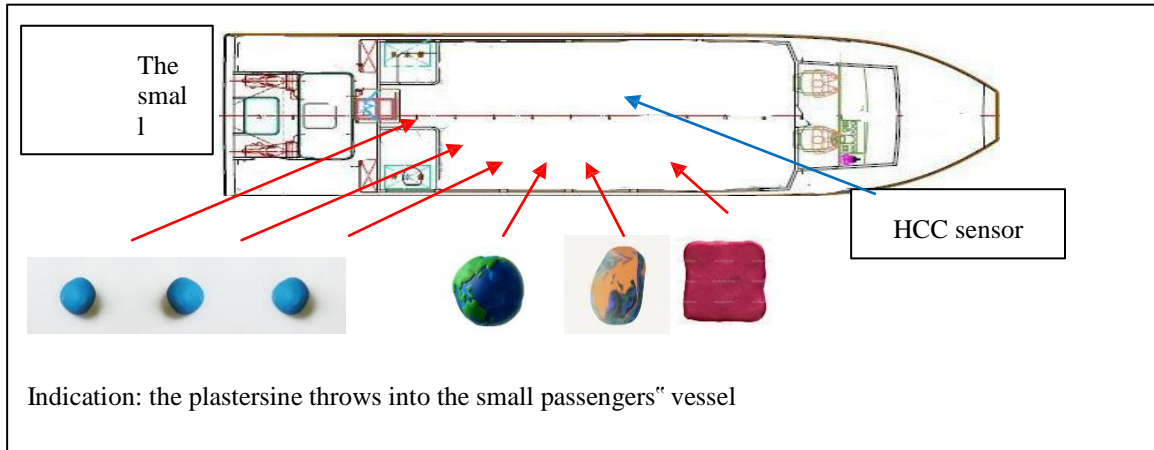 The
smal
l
HCC sensor
Indication: the plastersine throws into the small passengers‟ vessel